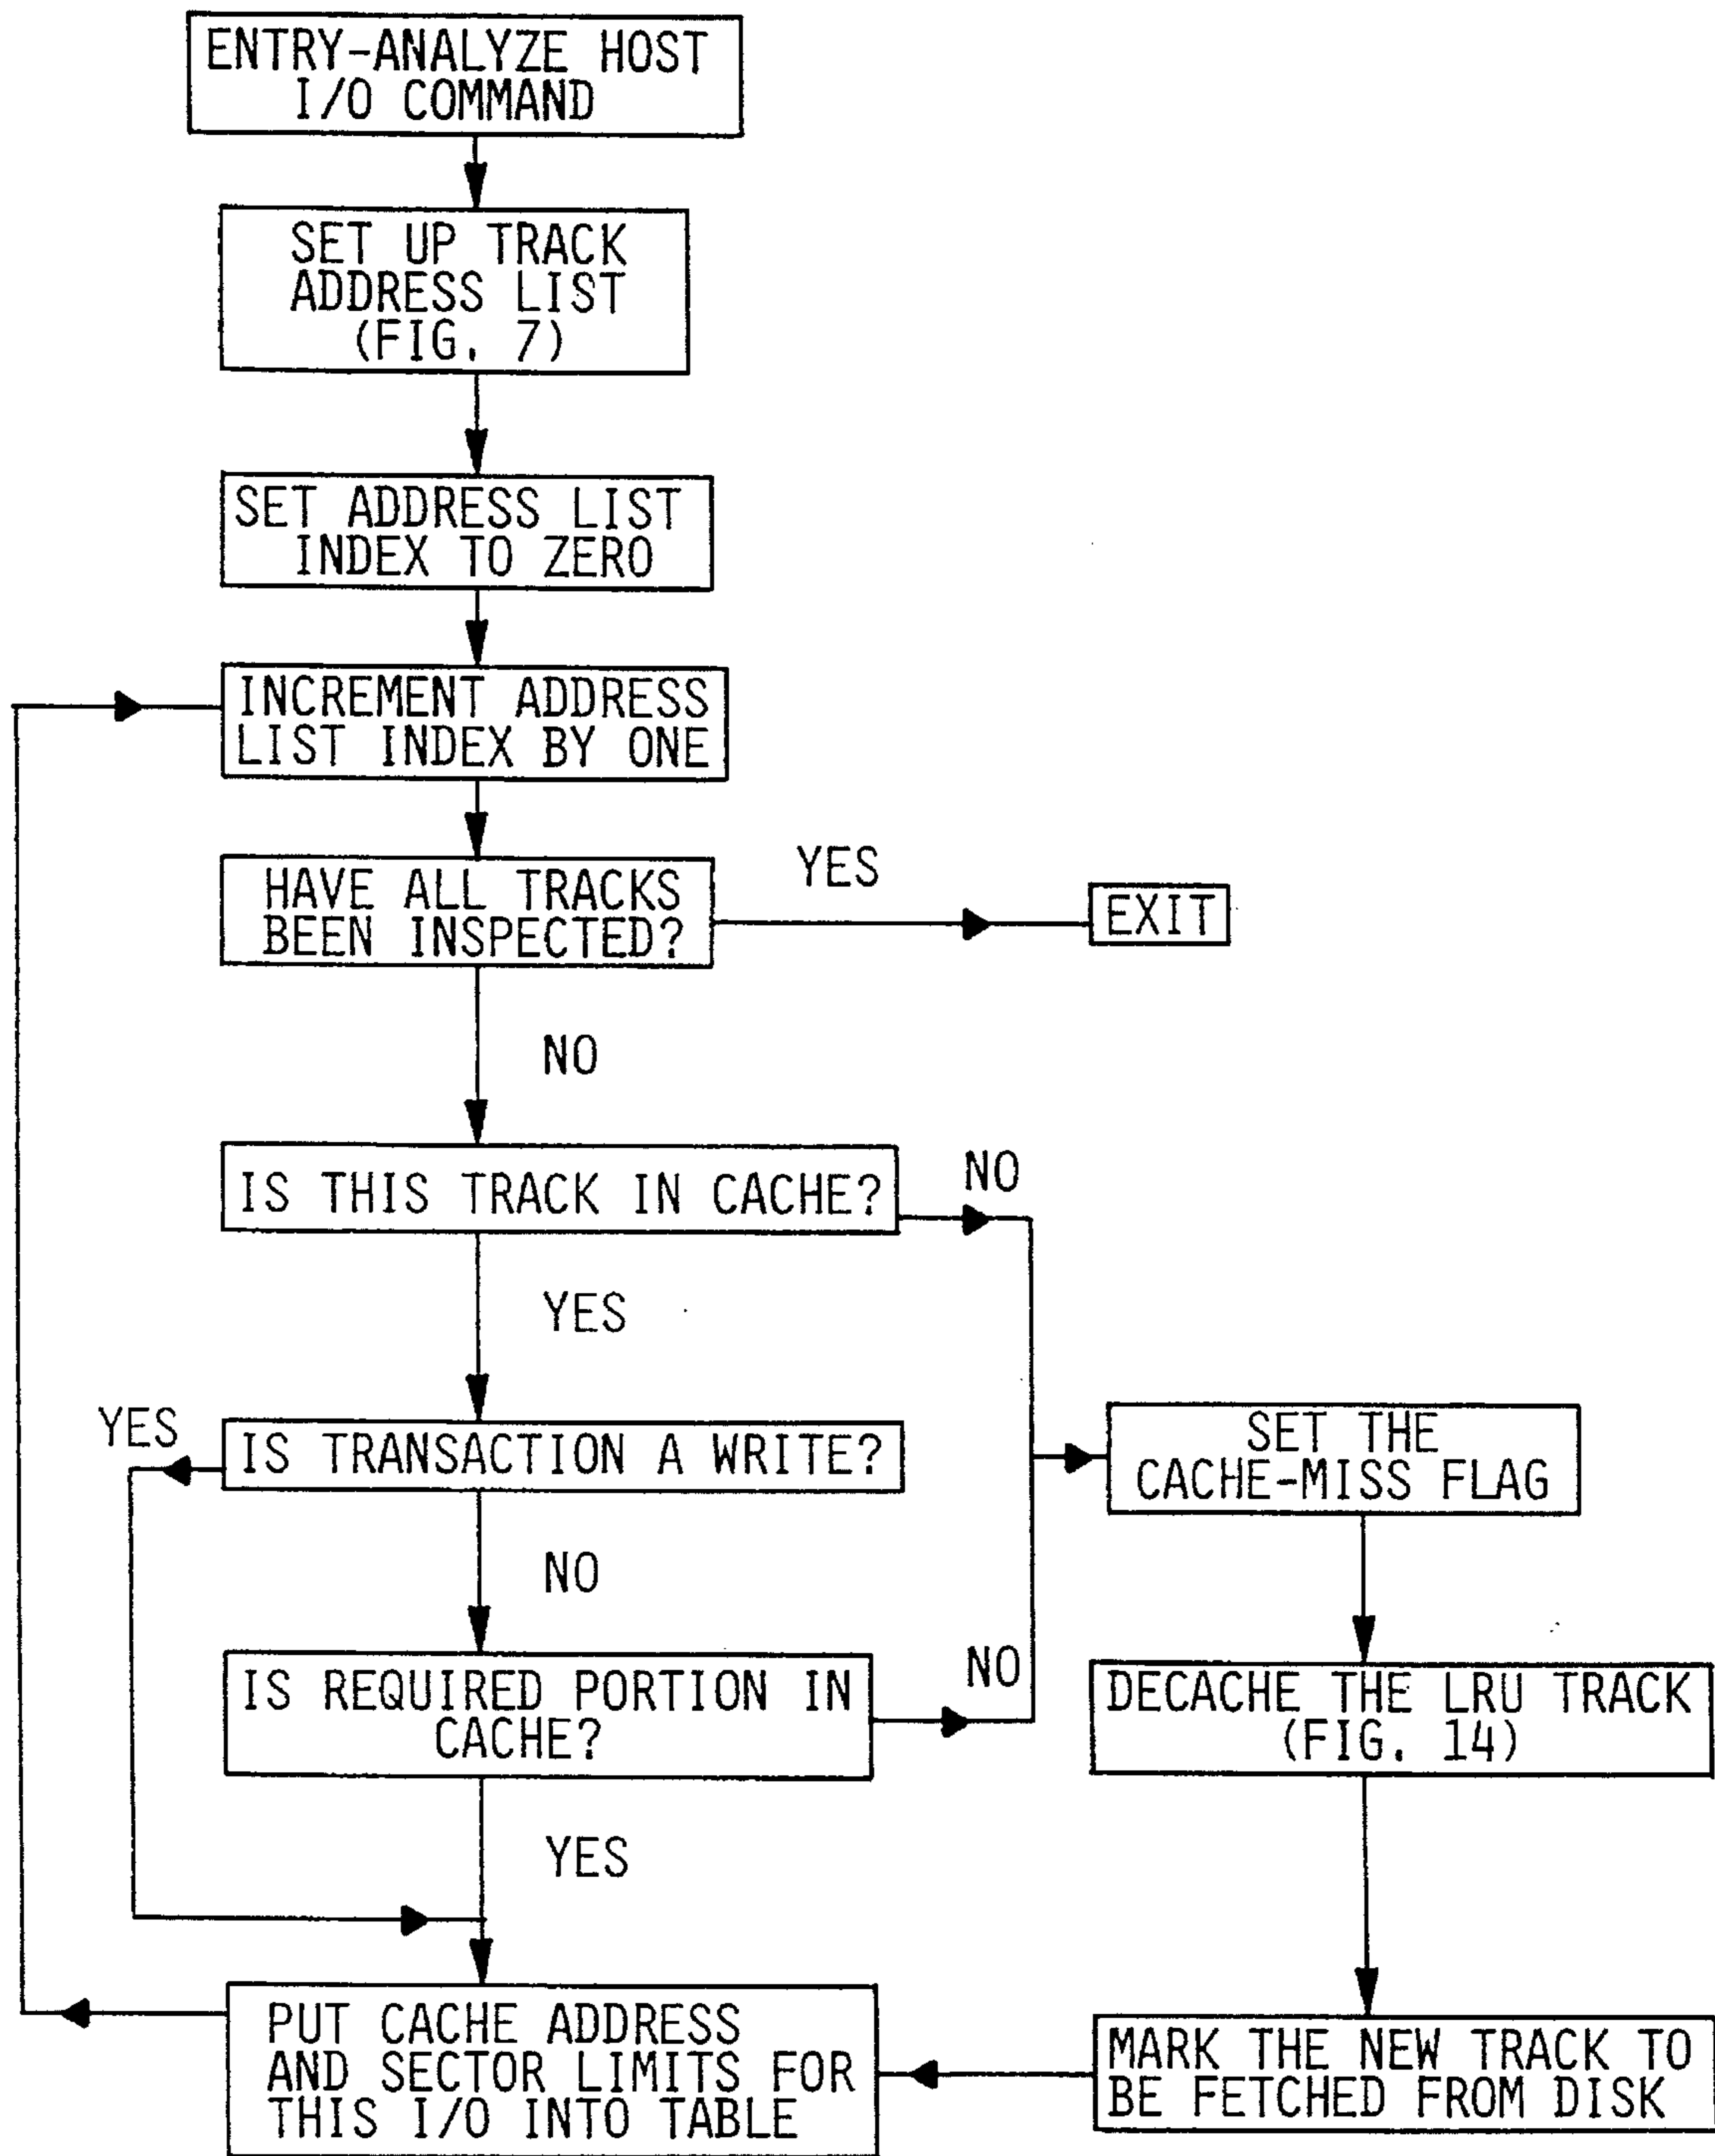 ENTRY-ANALYZE HOST
I/O COMMAND
SET UP TRACK
ADDRESS LIST
(FIG. 7)
SET ADDRESS LIST
INDEX TO ZERO
INCREMENT ADDRESS
LIST INDEX BY ONE
HAVE ALL TRACKS
BEEN INSPECTED?
YES
EXIT
NO
IS THIS TRACK IN CACHE?
NO
YES
YES
IS TRANSACTION A WRITE?
SET THE
CACHE-MISS FLAG
NO
IS REQUIRED PORTION IN
CACHE?
NO
DECACHE THE LRU TRACK
(FIG. 14)
YES
PUT CACHE ADDRESS
AND SECTOR LIMITS FOR
THIS I/O INTO TABLE
MARK THE NEW TRACK TO
BE FETCHED FROM DISK